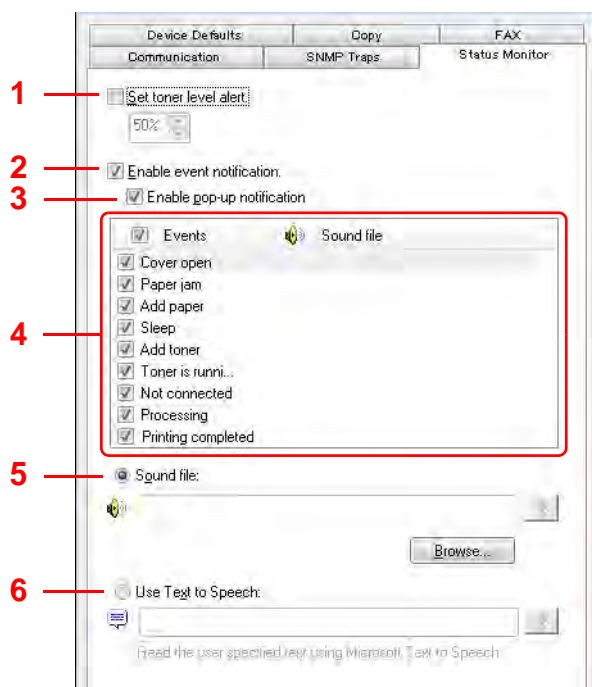 Device Defaults Copy FAX
Communication SNMP Traps Status Monitor
1 Set toner level alert
50%
2 Enable event notification.
3 Enable pop-up notification
Events Sound file
Cover open
Paper jam
Add paper
4 Sleep
Add toner
Toner is runni...
Not connected
Processing
Printing completed
5 Sound file:
Browse...
6 Use Text to Speech:
Read the user specified text using Microsoft Text to Speech